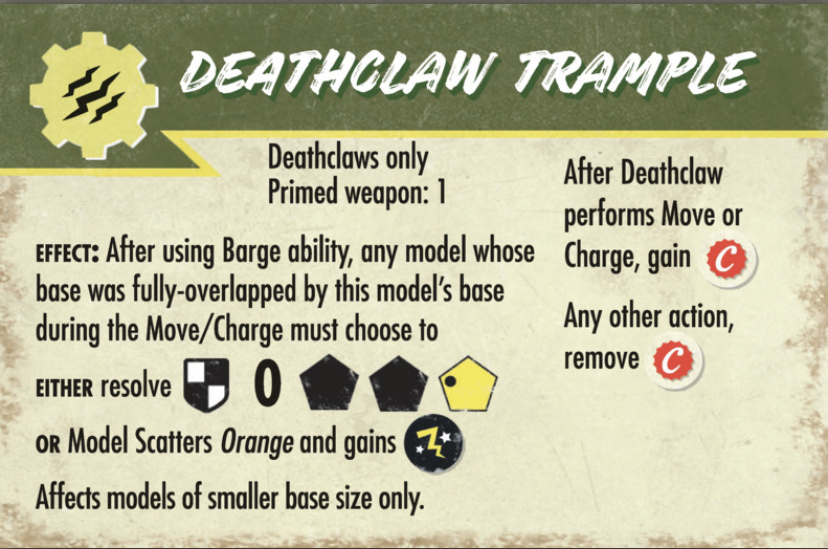 DEATHCLAW TRAMPLE
Deathclaws only
Primed weapon: 1
EFFECT: After using Barge ability, any model whose
base was fully-overlapped by this model's base
during the Move/Charge must choose to
EITHER resolve 0
OR Model Scatters Orange and gains
Affects models of smaller base size only.
After Deathclaw
performs Move or
Charge, gain C
Any other action,
remove C